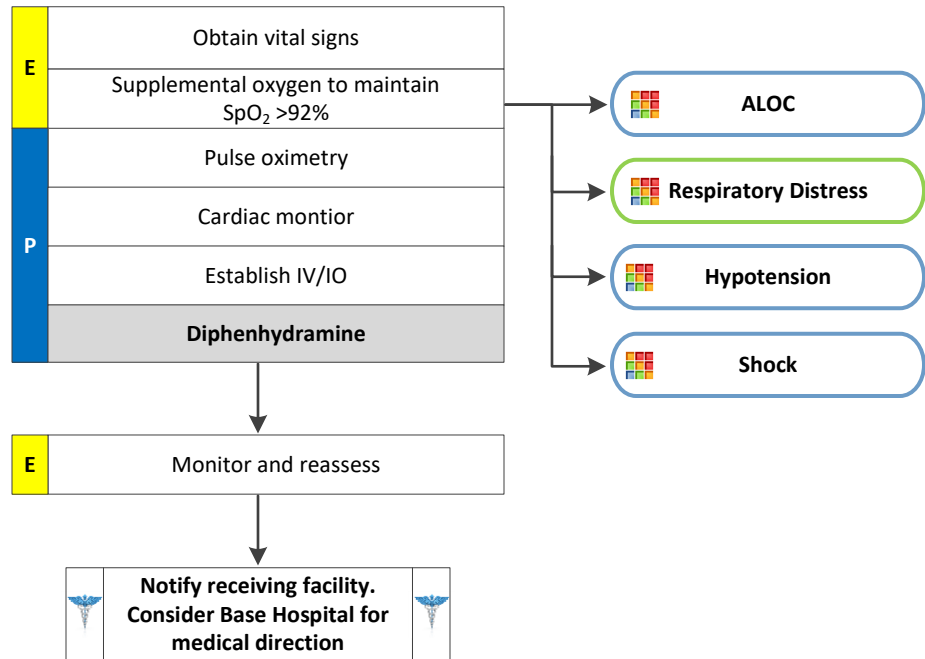 E
Obtain vital signs
Supplemental oxygen to maintain
SpO₂ >92%
P
Pulse oximetry
Cardiac montior
Establish IV/IO
Diphenhydramine
ALOC
Respiratory Distress
Hypotension
Shock
E
Monitor and reassess
Notify receiving facility.
Consider Base Hospital for
medical direction